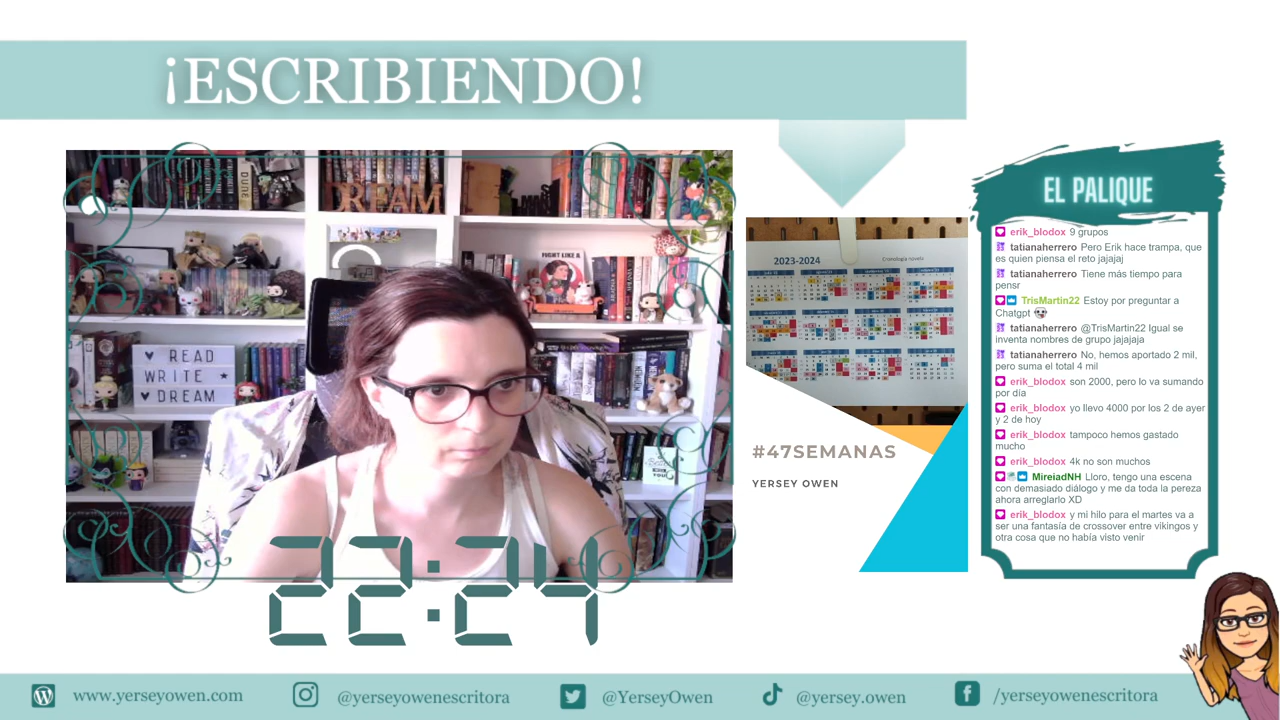 ¡ESCRIBIENDO!
DUNE
DREAM
FIGHT LIKE A
READ
WRITE
DREAM
22:24
2023-2024
Cronología novela
#47SEMANAS
YERSEY OWEN
EL PALIQUE
erik_blodox 9 grupos
tatianaherrero Pero Erik hace trampa, que
es quien piensa el reto jajajaj
tatianaherrero Tiene más tiempo para
pensr
TrisMartin22 Estoy por preguntar a
Chatgpt
tatianaherrero @TrisMartin22 Igual se
inventa nombres de grupo jajajaja
tatianaherrero No, hemos aportado 2 mil,
pero suma el total 4 mil
erik_blodox son 2000, pero lo va sumando
por día
erik_blodox yo llevo 4000 por los 2 de ayer
y 2 de hoy
erik_blodox tampoco hemos gastado
mucho
erik_blodox 4k no son muchos
MireiadNH Lloro, tengo una escena
con demasiado diálogo y me da toda la pereza
ahora arreglarlo XD
erik_blodox y mi hilo para el martes va a
ser una fantasía de crossover entre vikingos y
otra cosa que no había visto venir
www.yerseyowen.com
@yerseyowenescritora
@YerseyOwen
@yersey.owen
/yerseyowenescritora